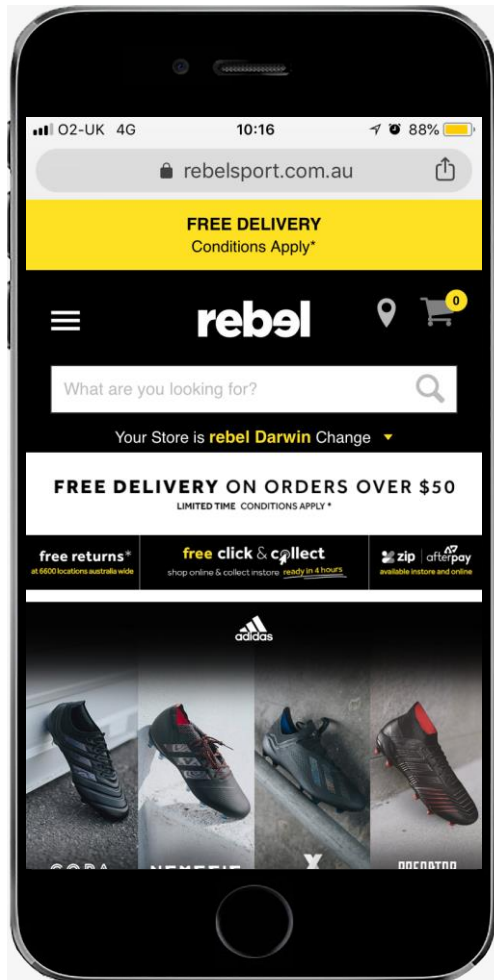 O2-UK 4G 10:16 88%
rebelsport.com.au
FREE DELIVERY
Conditions Apply*
rebel 0
What are you looking for?
Your Store is rebel Darwin Change
FREE DELIVERY ON ORDERS OVER $50
LIMITED TIME CONDITIONS APPLY *
free returns*
at 6600 locations australia wide
free click & collect
shop online & collect instore ready in 4 hours
zip afterpay
available instore and online
adidas
COPA NEMEZIZ X PREDATOR